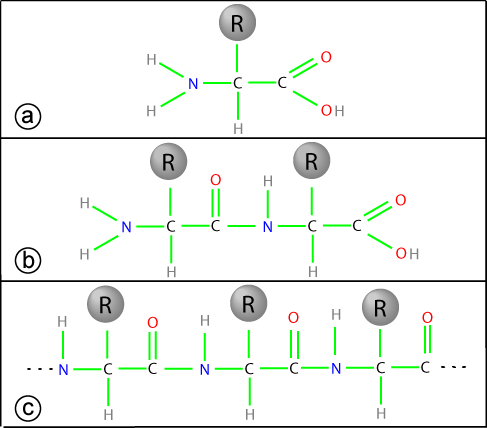 R
H O
N C C
H OH
H
a
R R
O H
H O
N C C N C C
H OH
H H
b
R R R
H O H O H O
N C C N C C N C C
H H H
c